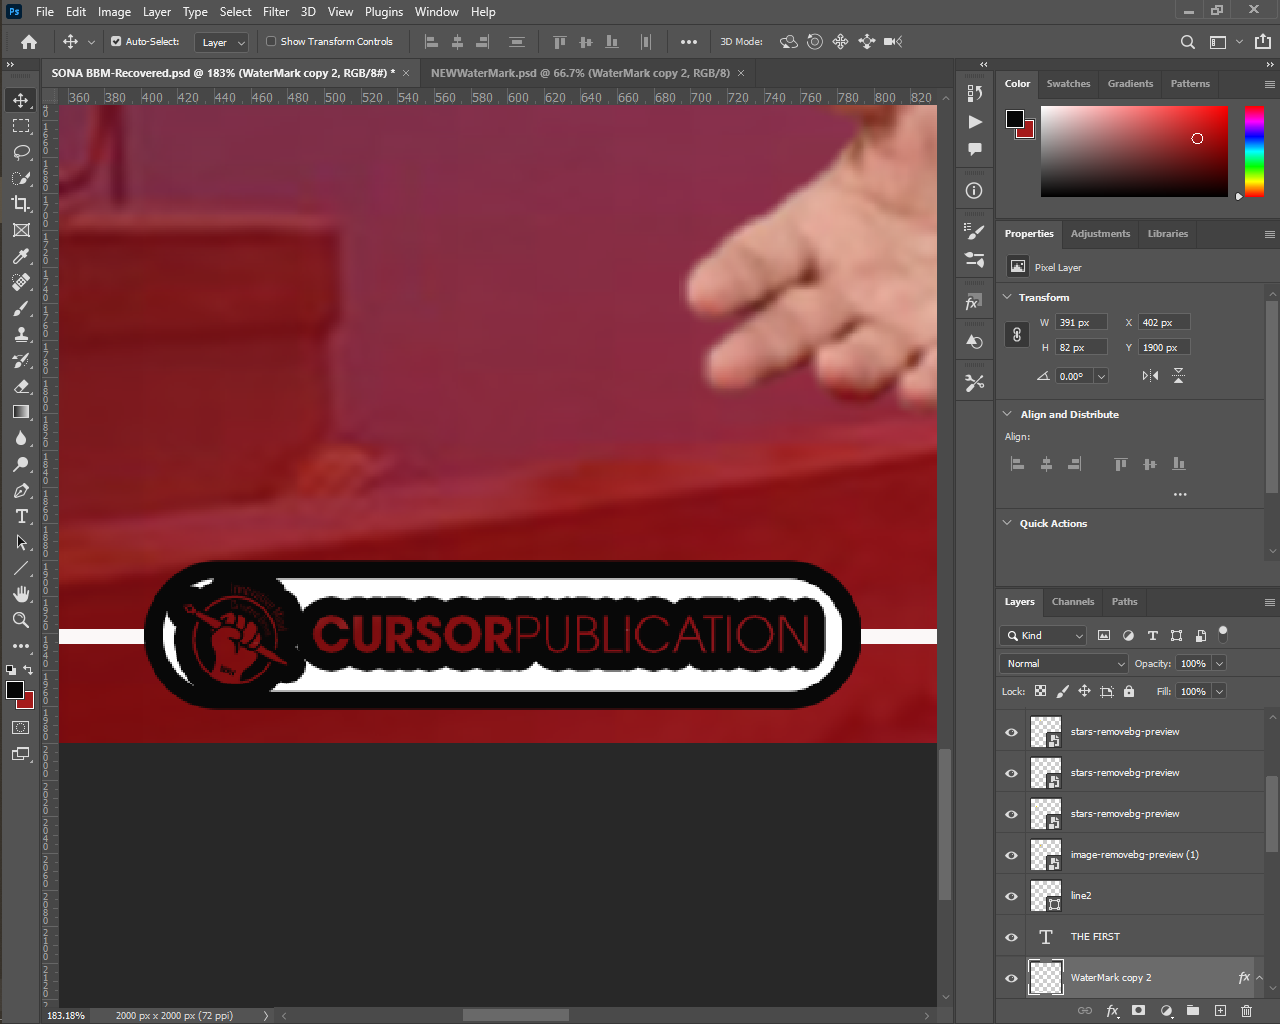 File Edit Image Layer Type Select Filter 3D View Plugins Window Help
Auto-Select: Layer Show Transform Controls 3D Mode:
SONA BBM-Recovered.psd @ 183% (WaterMark copy 2, RGB/8#) * × NEWWaterMark.psd @ 66.7% (WaterMark copy 2, RGB/8) ×
360 380 400 420 440 460 480 500 520 540 560 580 600 620 640 660 680 700 720 740 760 780 800 820
Color Swatches Gradients Patterns
Properties Adjustments Libraries
Pixel Layer
Transform
W 391 px X 402 px
H 82 px Y 1900 px
0.00°
Align and Distribute
Align:
Quick Actions
CURSORPUBLICATION
Layers Channels Paths
Kind
Normal Opacity: 100%
Lock: Fill: 100%
stars-removebg-preview
stars-removebg-preview
stars-removebg-preview
image-removebg-preview (1)
line2
THE FIRST
WaterMark copy 2 fx
183.18% 2000 px x 2000 px (72 ppi)